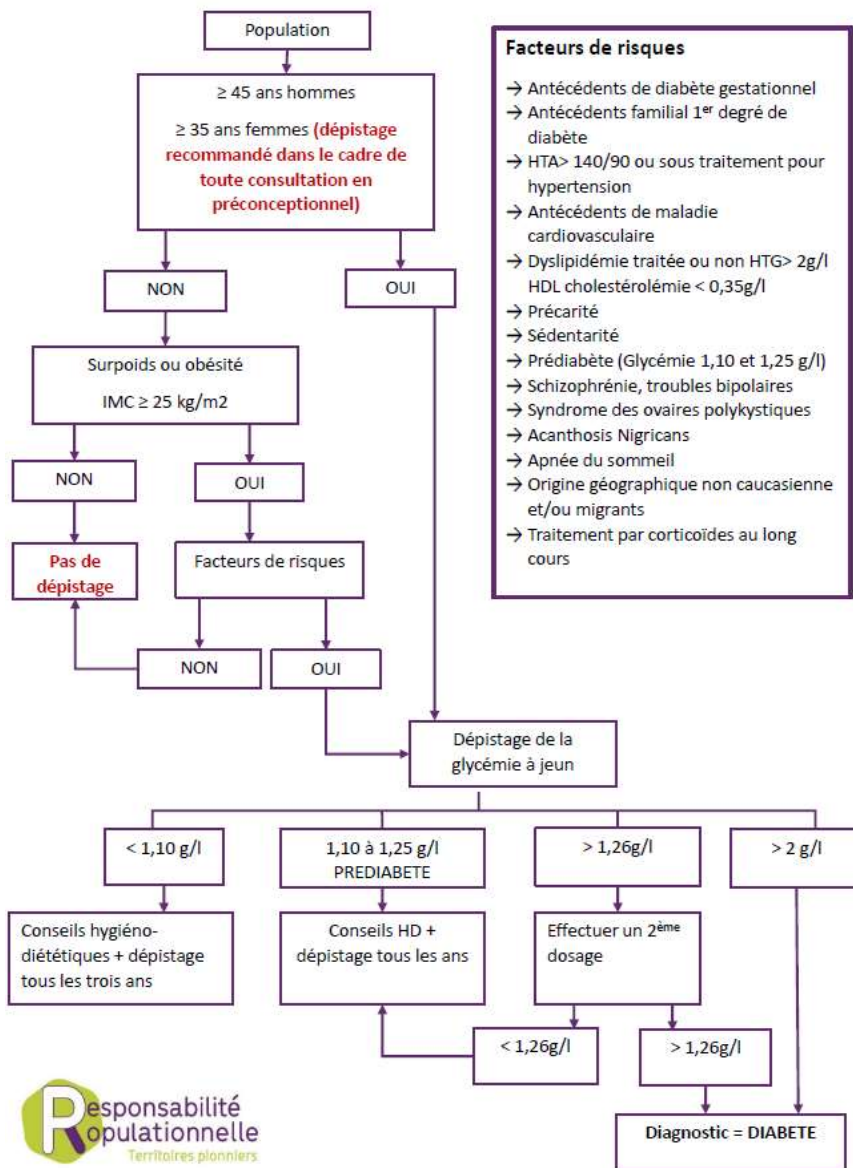 Population
≥ 45 ans hommes
≥ 35 ans femmes (dépistage
recommandé dans le cadre de
toute consultation en
préconceptionnel)
NON
OUI
Surpoids ou obésité
IMC ≥ 25 kg/m2
NON
OUI
Pas de
dépistage
Facteurs de risques
NON
OUI
Facteurs de risques
→ Antécédents de diabète gestationnel
→ Antécédents familial 1er degré de
diabète
→ HTA> 140/90 ou sous traitement pour
hypertension
→ Antécédents de maladie
cardiovasculaire
→ Dyslipidémie traitée ou non HTG> 2g/l
HDL cholestérolémie < 0,35g/l
→ Précarité
→ Sédentarité
→ Prédiabète (Glycémie 1,10 et 1,25 g/l)
→ Schizophrénie, troubles bipolaires
→ Syndrome des ovaires polykystiques
→ Acanthosis Nigricans
→ Apnée du sommeil
→ Origine géographique non caucasienne
et/ou migrants
→ Traitement par corticoïdes au long
cours
Dépistage de la
glycémie à jeun
< 1,10 g/l
1,10 à 1,25 g/l
PREDIABETE
> 1,26g/l
> 2 g/l
Conseils hygiéno-
diététiques + dépistage
tous les trois ans
Conseils HD +
dépistage tous les ans
Effectuer un 2ème
dosage
< 1,26g/l
> 1,26g/l
Diagnostic = DIABETE
Responsabilité
Populationnelle
Territoires pionniers